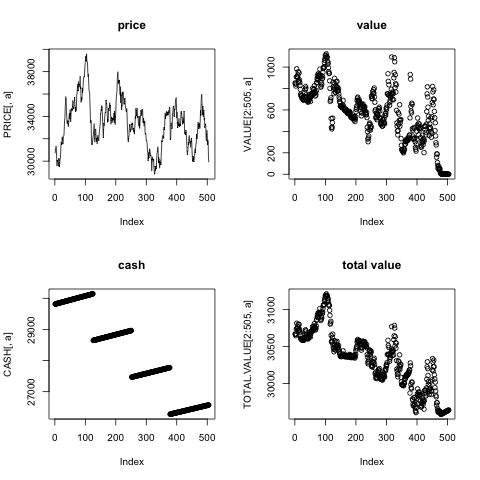 price
PRICE[, a]
30000 34000 38000
0 100 200 300 400 500
Index
value
VALUE[2:505, a]
0 200 600 1000
0 100 200 300 400 500
Index
cash
CASH[, a]
27000 29000
0 100 200 300 400 500
Index
total value
TOTAL.VALUE[2:505, a]
30000 30500 31000
0 100 200 300 400 500
Index